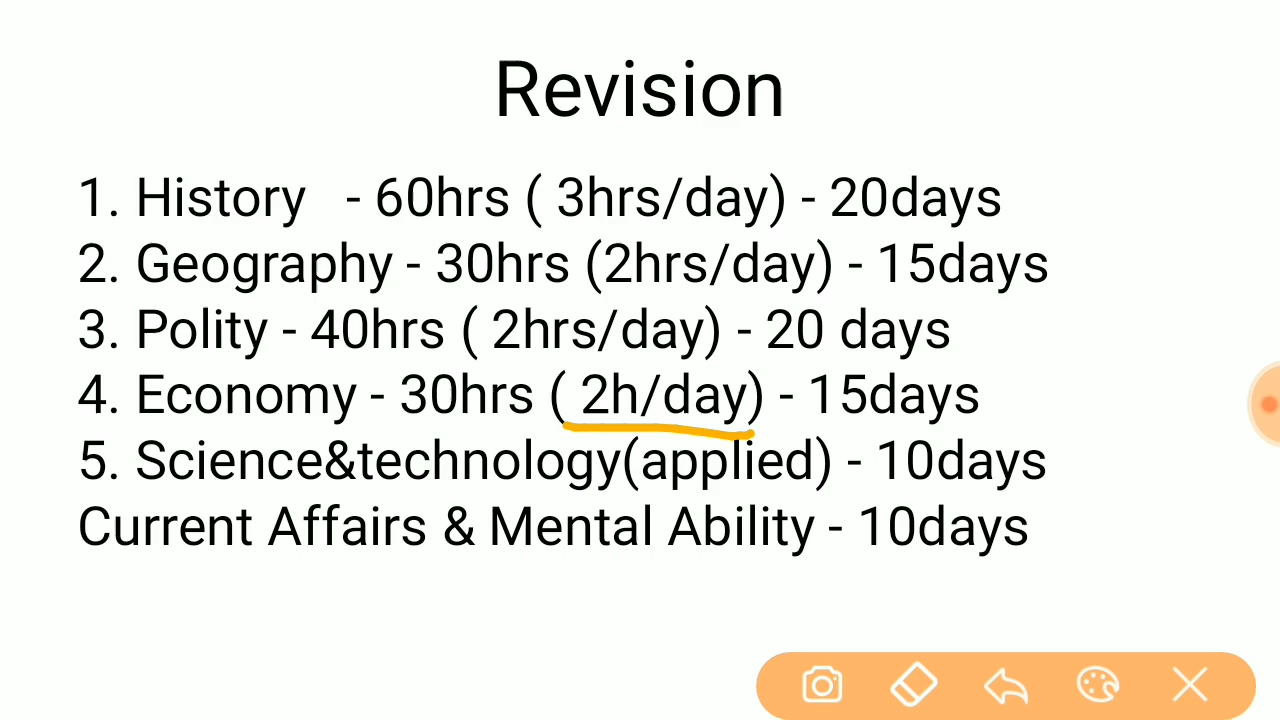 Revision
1. History - 60hrs ( 3hrs/day) - 20days
2. Geography - 30hrs (2hrs/day) - 15days
3. Polity - 40hrs ( 2hrs/day) - 20 days
4. Economy - 30hrs ( 2h/day) - 15days
5. Science&technology(applied) - 10days
Current Affairs & Mental Ability - 10days